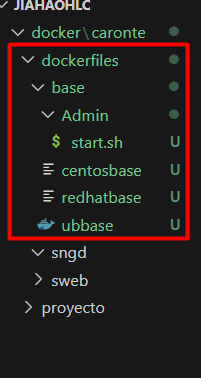 JIAHAOHLC
docker\caronte
dockerfiles
base
Admin
$ start.sh U
centosbase U
redhatbase U
ubbase U
sngd
sweb
proyecto